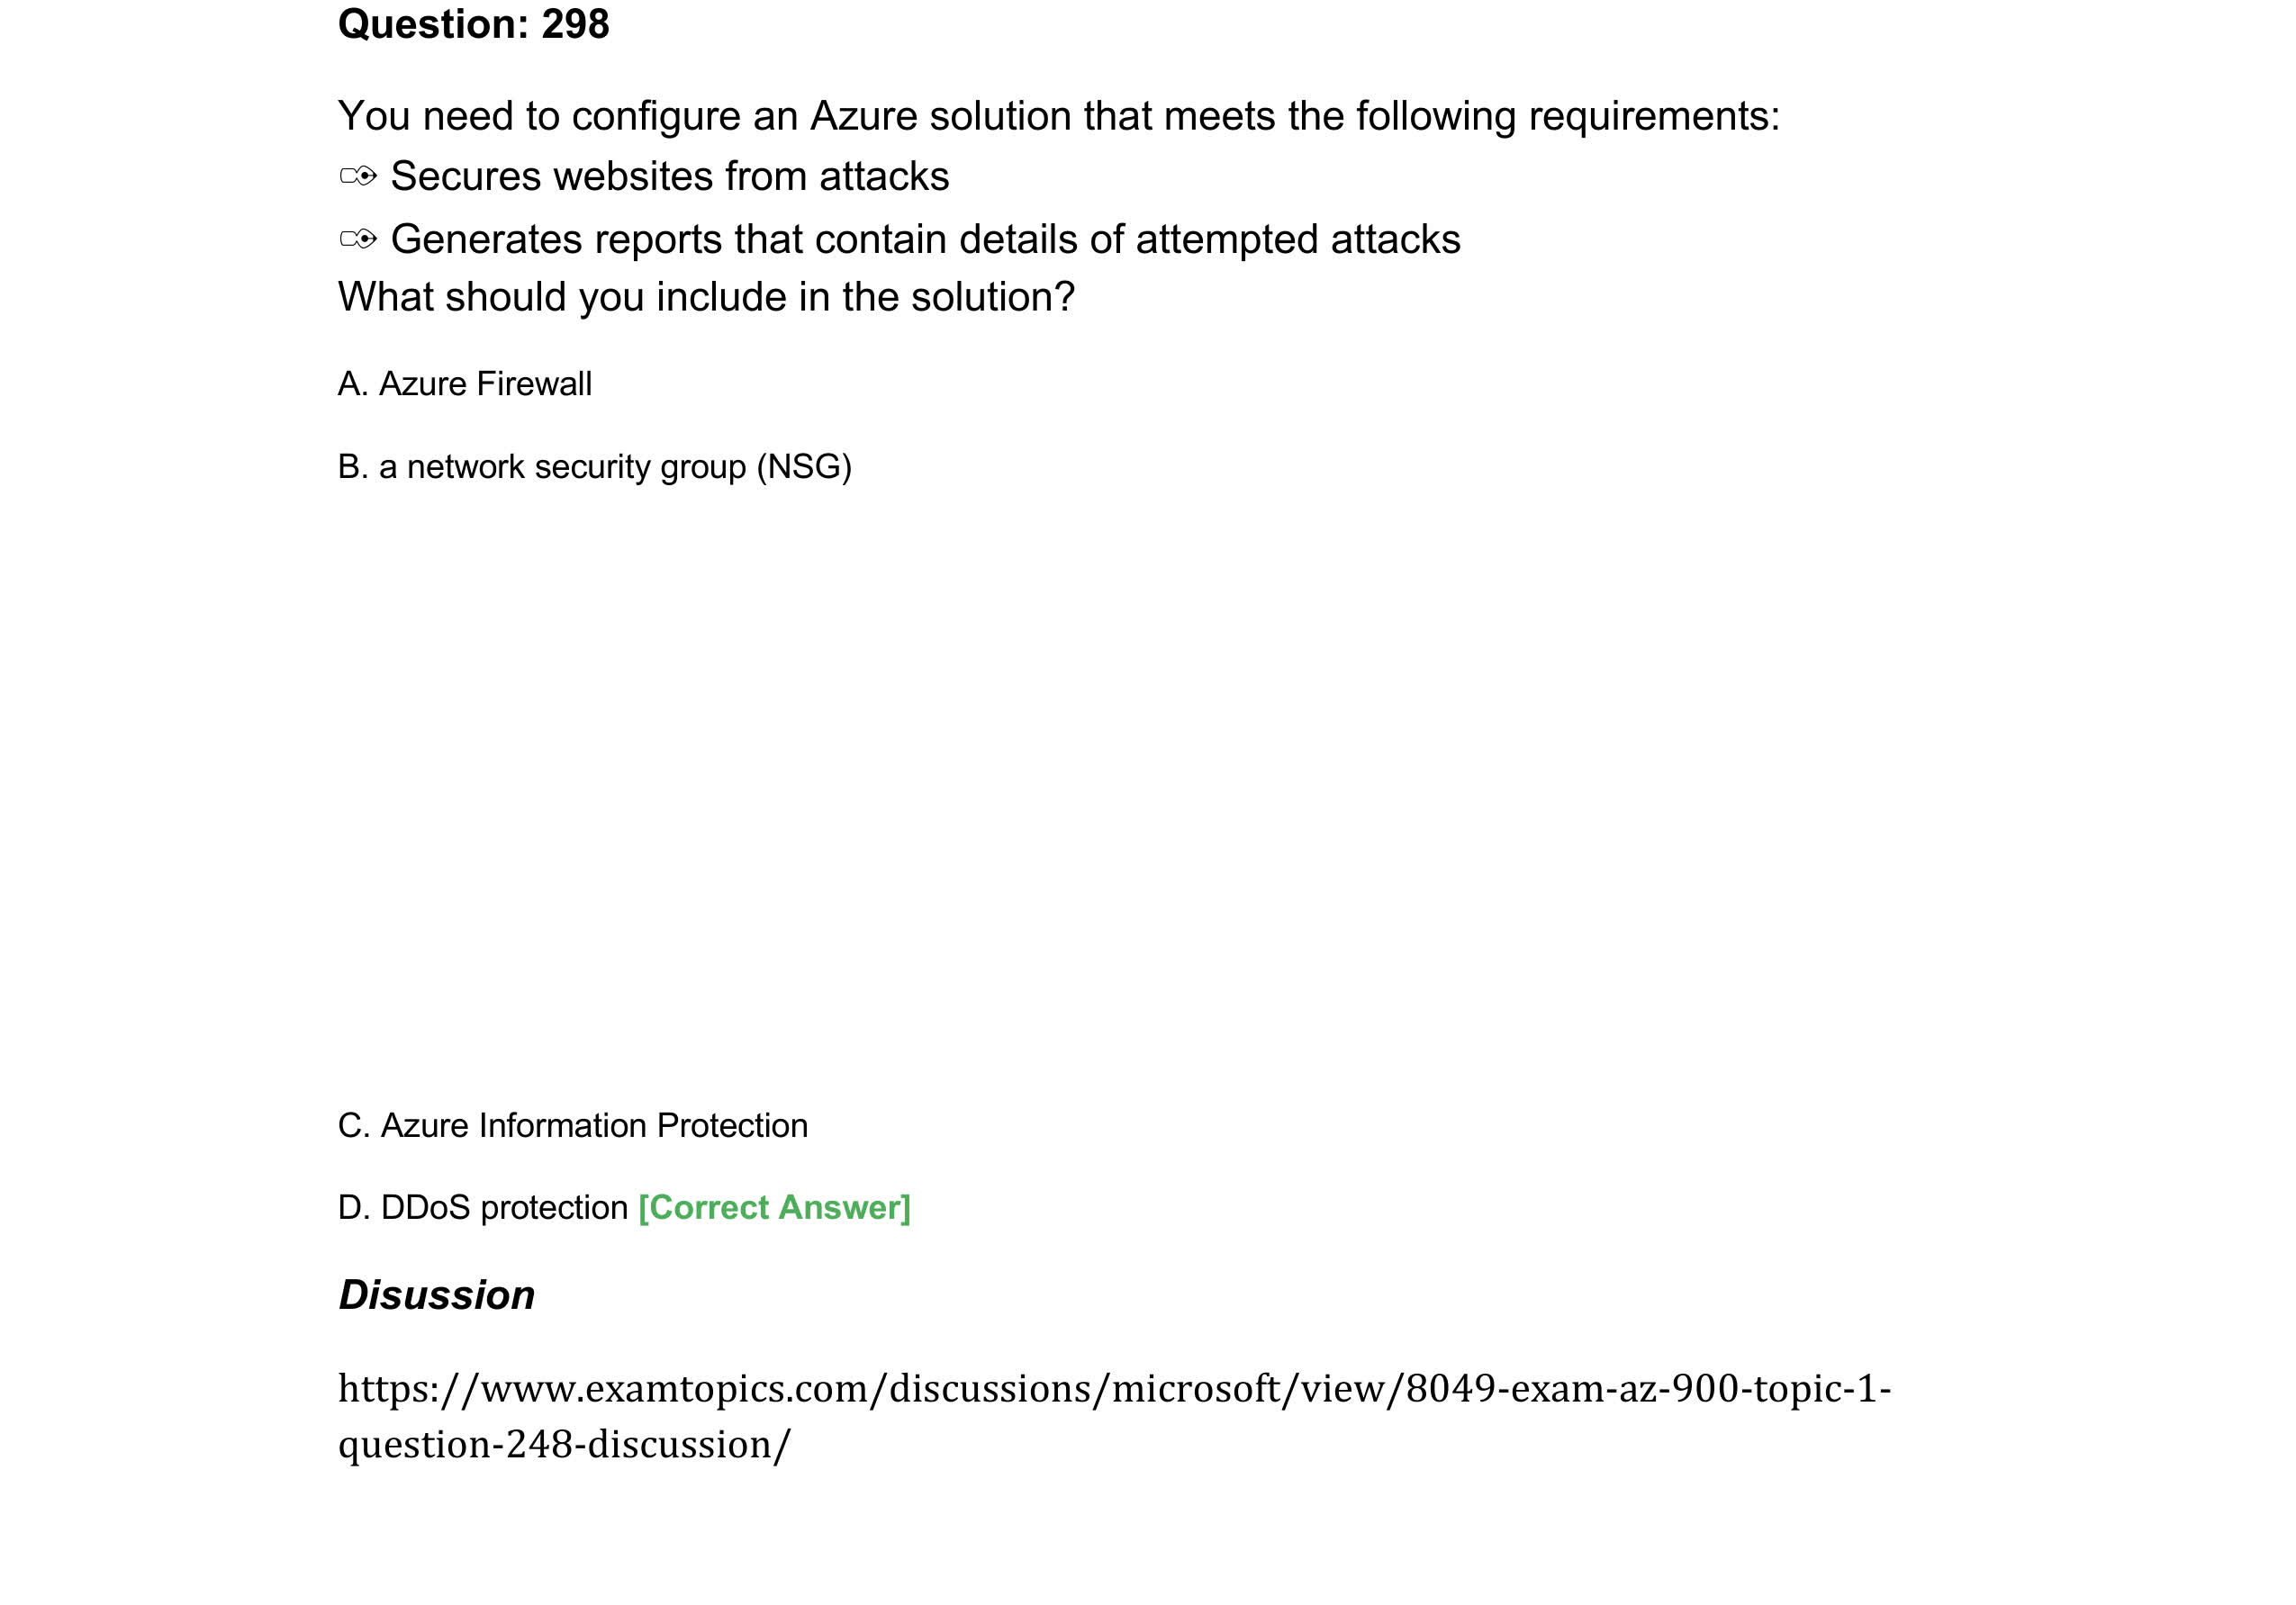 Question: 298
You need to configure an Azure solution that meets the following requirements:
✑ Secures websites from attacks
✑ Generates reports that contain details of attempted attacks
What should you include in the solution?
A. Azure Firewall
B. a network security group (NSG)
C. Azure Information Protection
D. DDoS protection [Correct Answer]
Disussion
https://www.examtopics.com/discussions/microsoft/view/8049-exam-az-900-topic-1-
question-248-discussion/